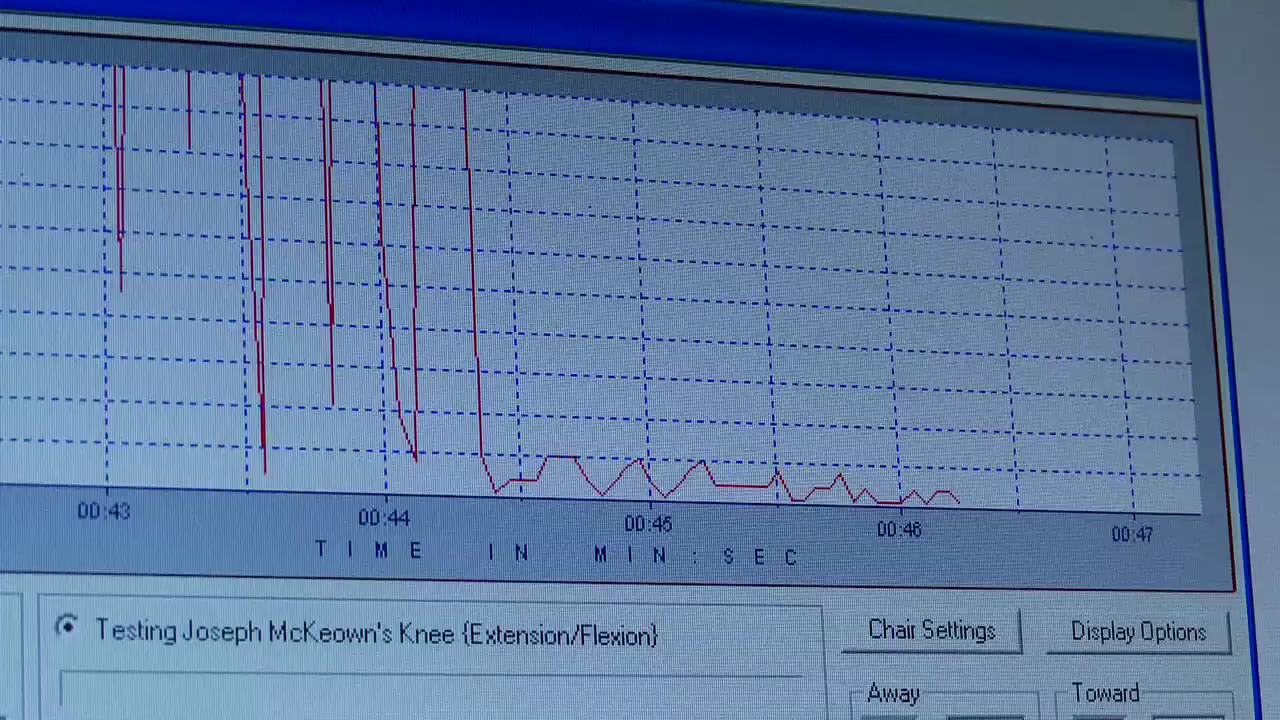 00:43 00:44 00:45 00:46 00:47
TIME IN MIN:SEC
Testing Joseph McKeown's Knee {Extension/Flexion}
Chair Settings
Display Options
Away
Toward